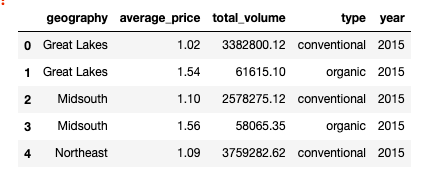 geography average_price total_volume type year
0 Great Lakes 1.02 3382800.12 conventional 2015
1 Great Lakes 1.54 61615.10 organic 2015
2 Midsouth 1.10 2578275.12 conventional 2015
3 Midsouth 1.56 58065.35 organic 2015
4 Northeast 1.09 3759282.62 conventional 2015